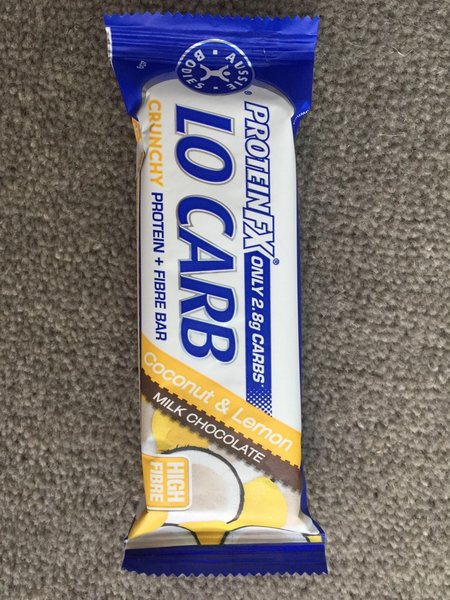 AUSSIE
BODIES
PROTEINFX®
ONLY 2.8g CARBS
LO CARB
CRUNCHY PROTEIN + FIBRE BAR
Coconut & Lemon
MILK CHOCOLATE
HIGH
FIBRE